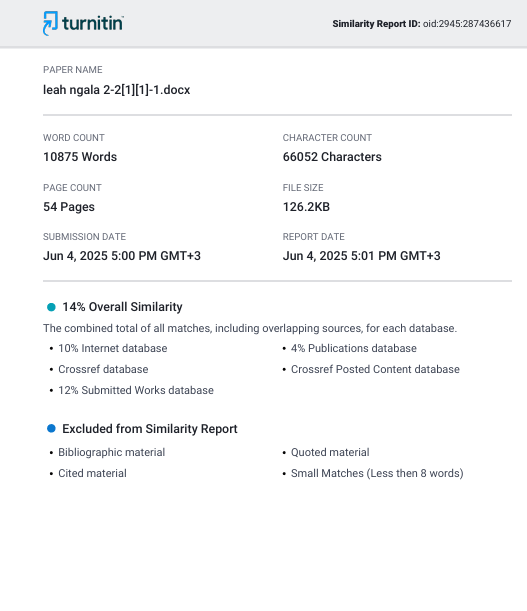 turnitin
Similarity Report ID: oid:2945:287436617
PAPER NAME
leah ngala 2-2[1][1]-1.docx
WORD COUNT
CHARACTER COUNT
10875 Words
66052 Characters
PAGE COUNT
FILE SIZE
54 Pages
126.2KB
SUBMISSION DATE
REPORT DATE
Jun 4, 2025 5:00 PM GMT+3
Jun 4, 2025 5:01 PM GMT+3
14% Overall Similarity
The combined total of all matches, including overlapping sources, for each database.
• 10% Internet database
• 4% Publications database
• Crossref database
• Crossref Posted Content database
• 12% Submitted Works database
Excluded from Similarity Report
• Bibliographic material
• Quoted material
• Cited material
• Small Matches (Less then 8 words)